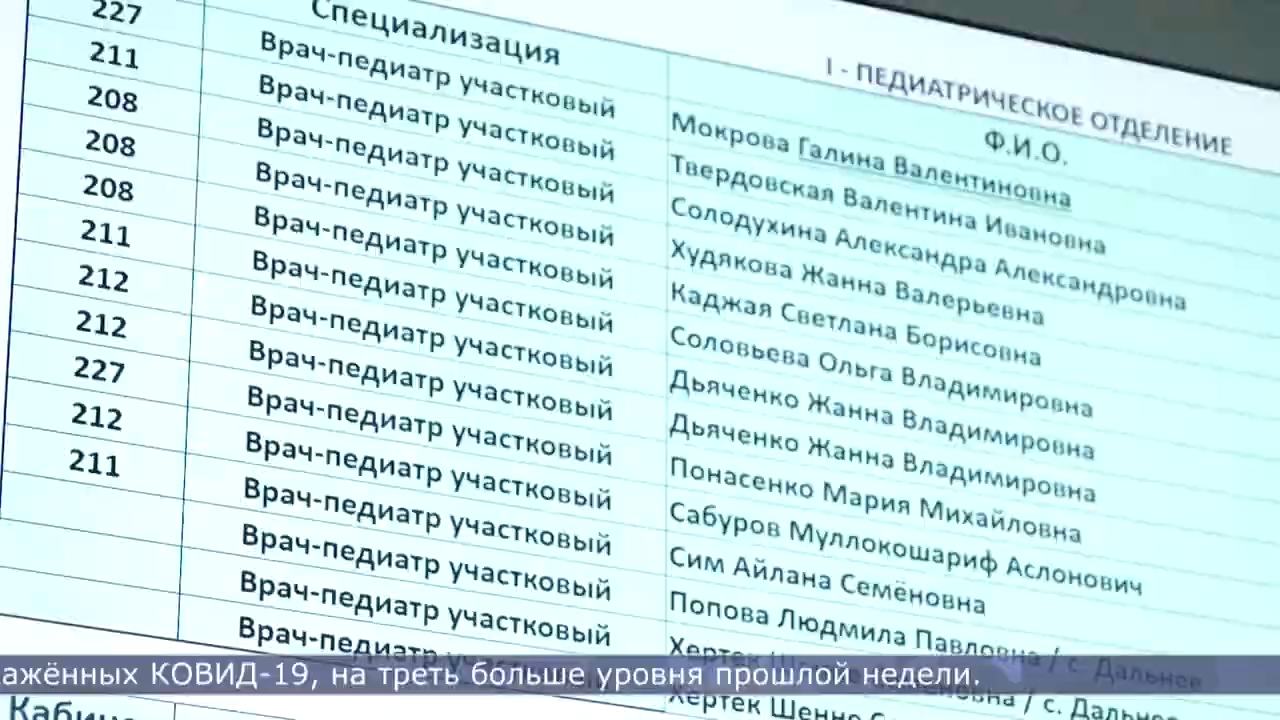 I - ПЕДИАТРИЧЕСКОЕ ОТДЕЛЕНИЕ
Специализация Ф.И.О.
227 Врач-педиатр участковый Мокрова Галина Валентиновна
211 Врач-педиатр участковый Твердовская Валентина Ивановна
208 Врач-педиатр участковый Солодухина Александра Александровна
208 Врач-педиатр участковый Худякова Жанна Валерьевна
208 Врач-педиатр участковый Каджая Светлана Борисовна
211 Врач-педиатр участковый Соловьева Ольга Владимировна
212 Врач-педиатр участковый Дьяченко Жанна Владимировна
212 Врач-педиатр участковый Дьяченко Жанна Владимировна
227 Врач-педиатр участковый Понасенко Мария Михайловна
212 Врач-педиатр участковый Сабуров Муллокошариф Аслонович
211 Врач-педиатр участковый Сим Айлана Семёновна
Врач-педиатр участковый Попова Людмила Павловна / с. Дальнее
Врач-педиатр участковый Хертек / с. Дальнее
Врач-педиатр Хертек
ажённых КОВИД-19, на треть больше уровня прошлой недели.